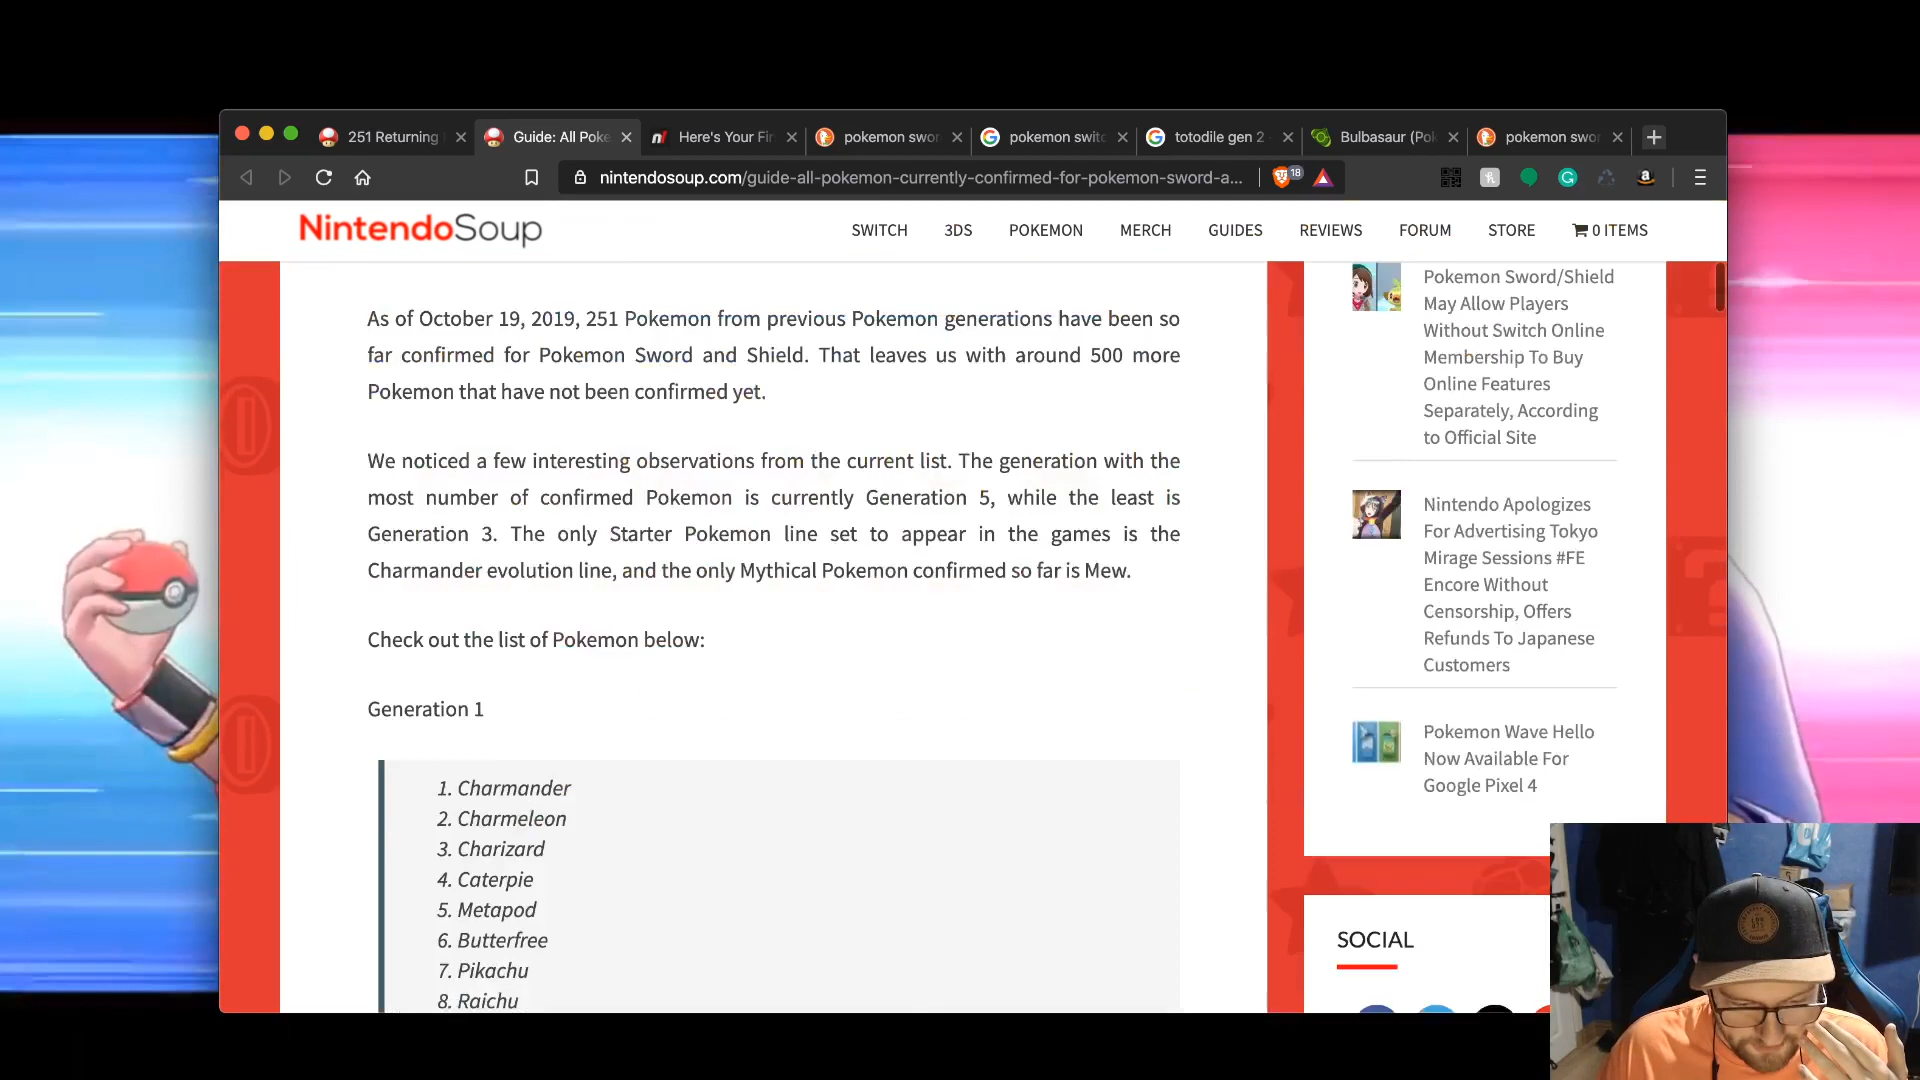 251 Returning
Guide: All Poke
Here's Your Fir
pokemon swor
pokemon switc
totodile gen 2 -
Bulbasaur (Pok
pokemon swor
nintendosoup.com/guide-all-pokemon-currently-confirmed-for-pokemon-sword-a...
18
NintendoSoup
SWITCH
3DS
POKEMON
MERCH
GUIDES
REVIEWS
FORUM
STORE
0 ITEMS
As of October 19, 2019, 251 Pokemon from previous Pokemon generations have been so
far confirmed for Pokemon Sword and Shield. That leaves us with around 500 more
Pokemon that have not been confirmed yet.
We noticed a few interesting observations from the current list. The generation with the
most number of confirmed Pokemon is currently Generation 5, while the least is
Generation 3. The only Starter Pokemon line set to appear in the games is the
Charmander evolution line, and the only Mythical Pokemon confirmed so far is Mew.
Check out the list of Pokemon below:
Generation 1
1. Charmander
2. Charmeleon
3. Charizard
4. Caterpie
5. Metapod
6. Butterfree
7. Pikachu
8. Raichu
Pokemon Sword/Shield
May Allow Players
Without Switch Online
Membership To Buy
Online Features
Separately, According
to Official Site
Nintendo Apologizes
For Advertising Tokyo
Mirage Sessions #FE
Encore Without
Censorship, Offers
Refunds To Japanese
Customers
Pokemon Wave Hello
Now Available For
Google Pixel 4
SOCIAL